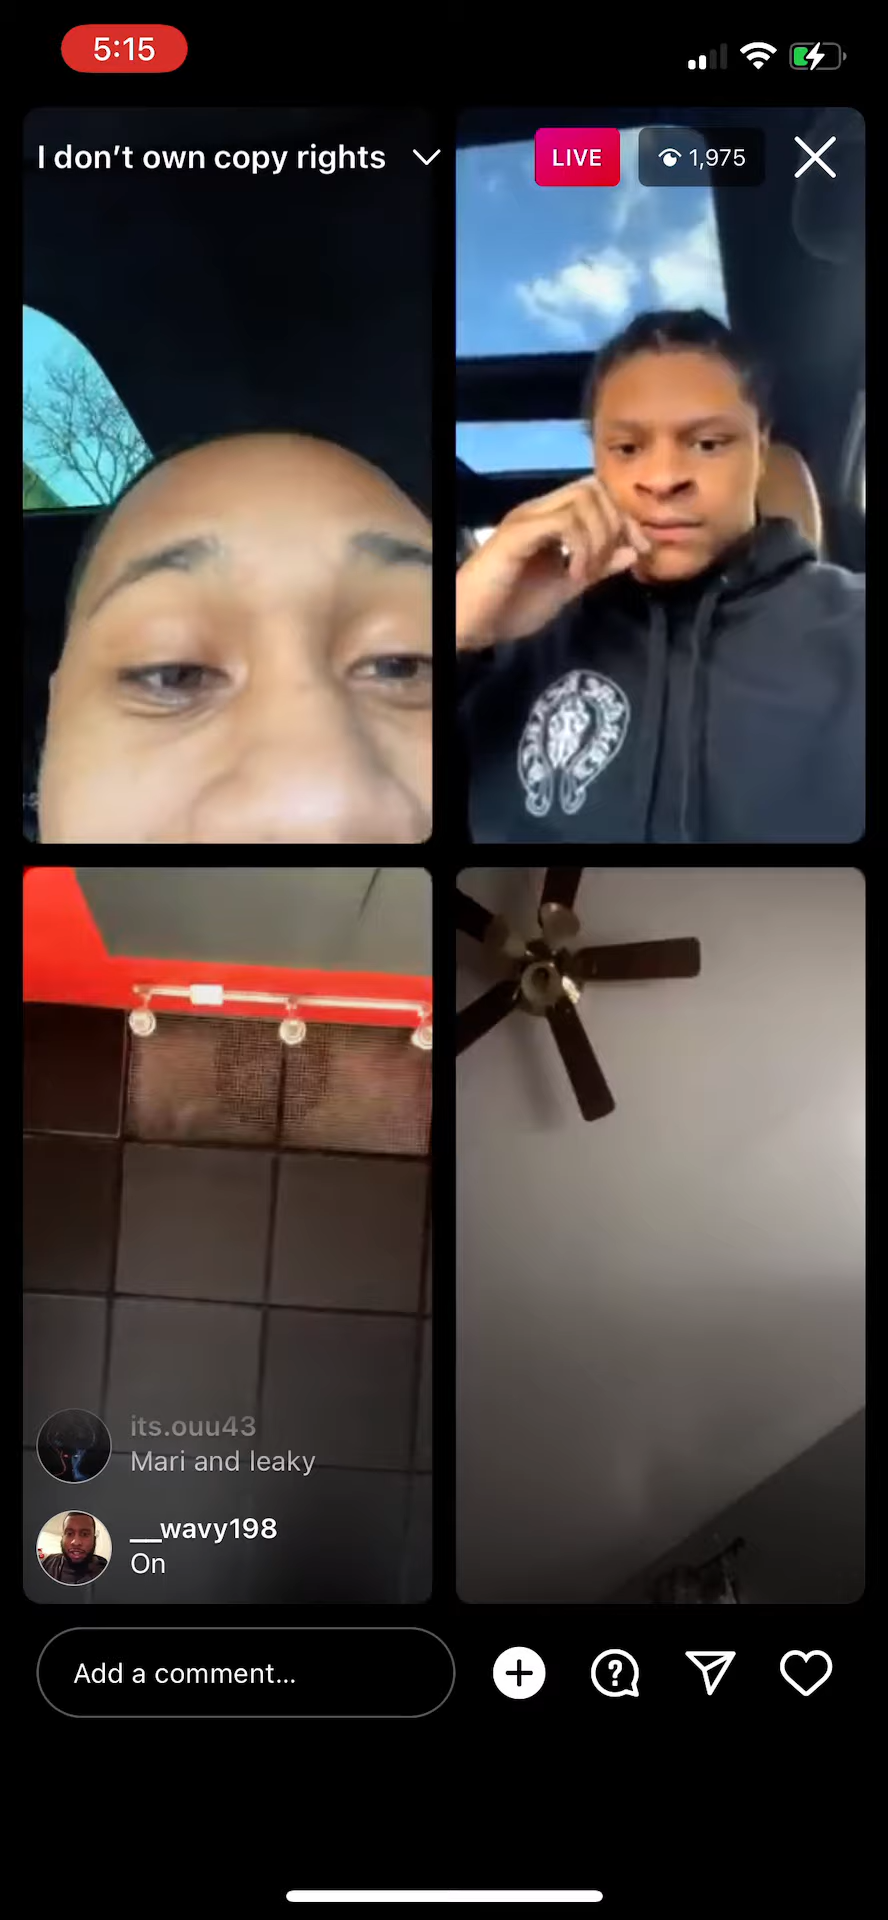 5:15
I don’t own copy rights
LIVE
1,975
its.ouu43
Mari and leaky
__wavy198
On
Add a comment...